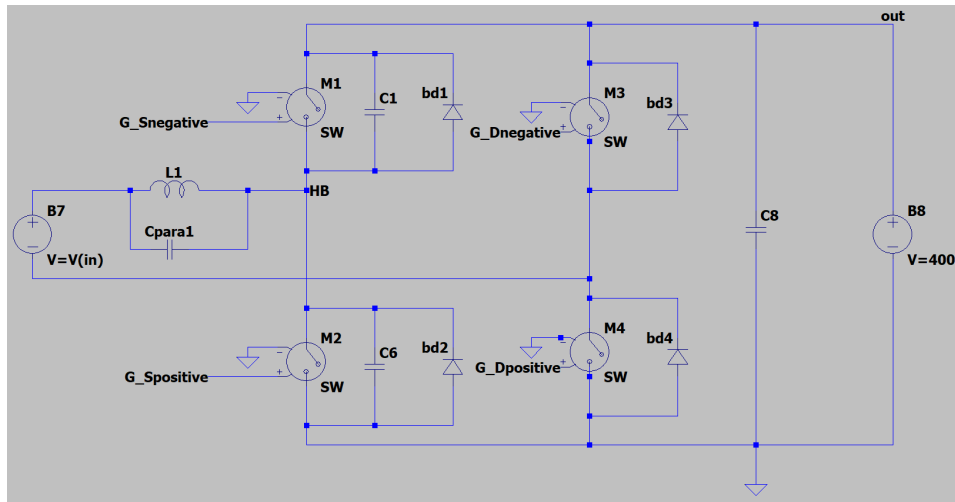 out
M1
C1
bd1
G_Snegative
SW
M3
bd3
G_Dnegative
SW
L1
HB
B7
Cpara1
V=V(in)
C8
B8
V=400
M2
C6
bd2
G_Spositive
SW
M4
bd4
G_Dpositive
SW